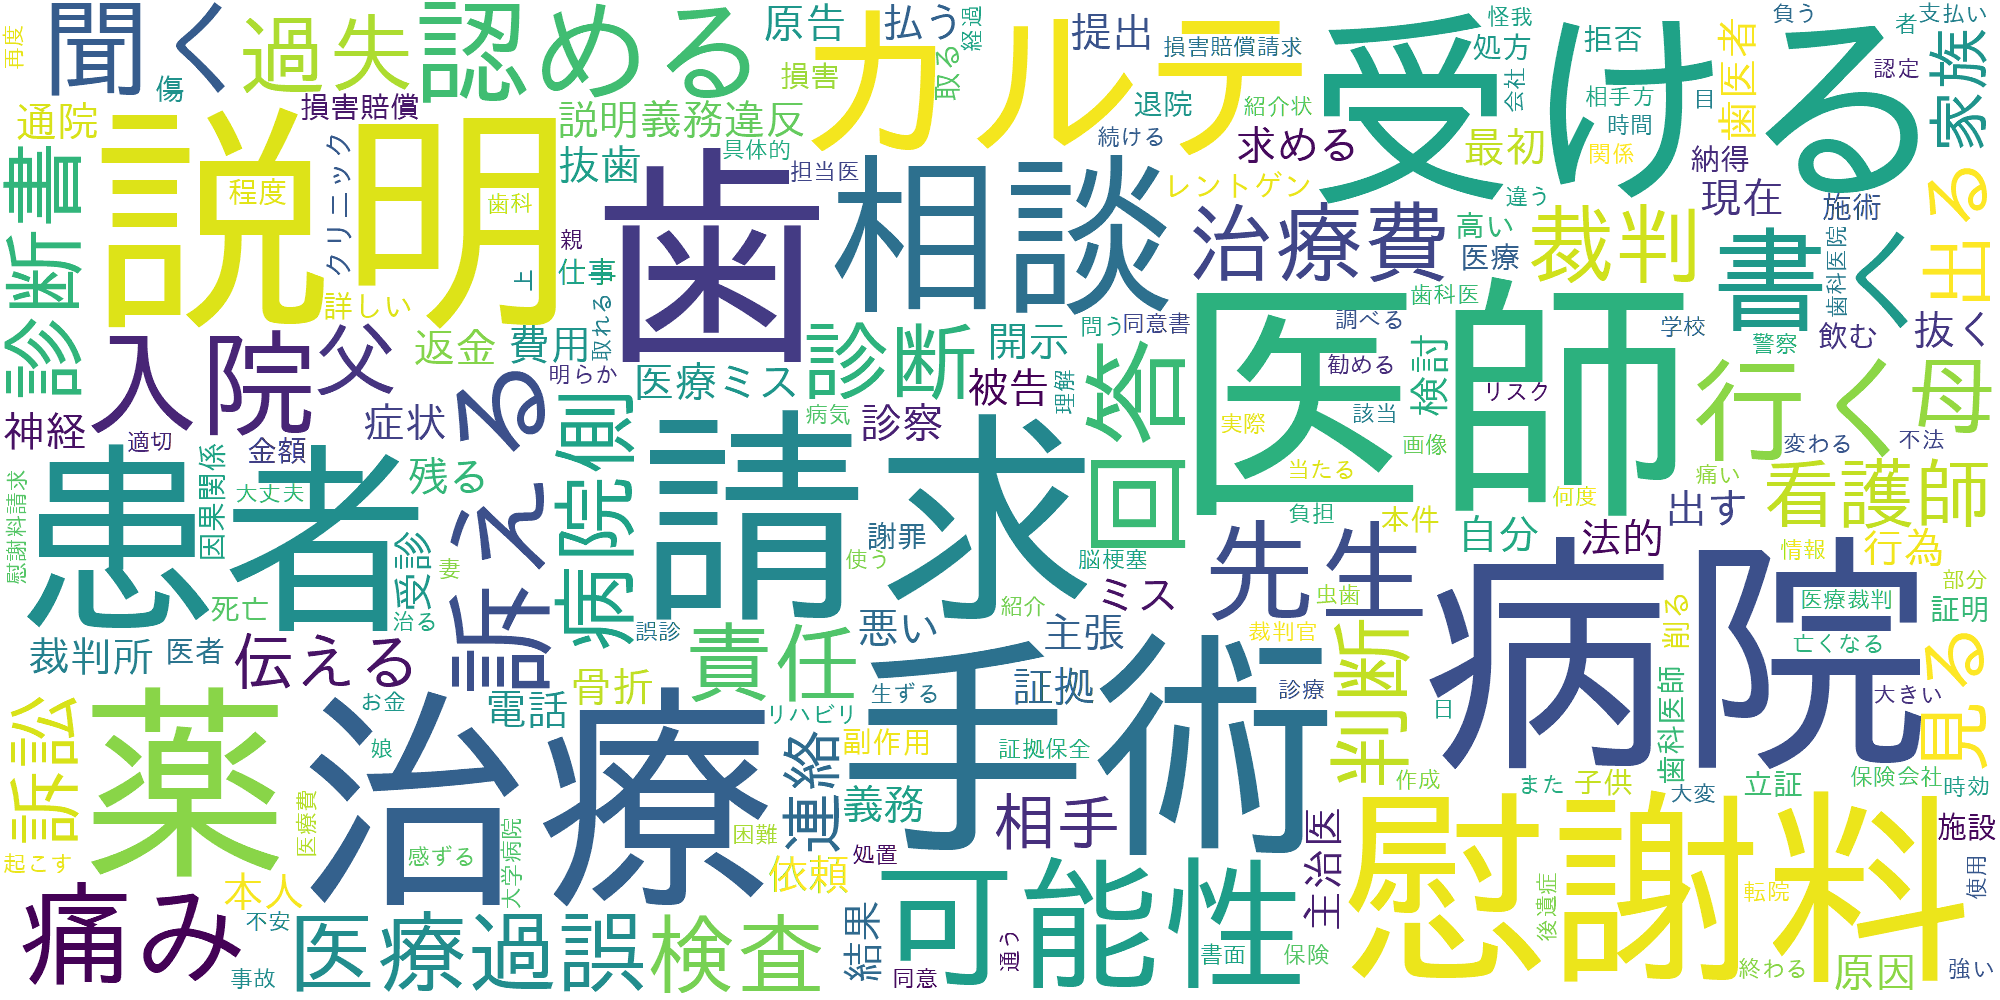 再度
聞く
傷
過失
認める
原告
払う
経過
提出
怪我
負う
支払い
者
カルテ
損害賠償請求
処方
拒否
歯医者
家族
認定
受ける
損害
取る
通院
損害賠償
説明義務違反
退院
紹介状
会社
相手方
目
時間
続ける
求める
最初
関係
納得
診断書
説明
程度
クリニック
歯科
抜歯
具体的
担当医
歯
相談
レントゲン
違う
現在
施術
出る
治療費
高い
裁判
医療
書く
歯科医院
親
上
仕事
詳しい
取れる
歯科医
問う
同意書
調べる
学校
警察
飲む
抜く
入院
父
返金
費用
診断
開示
回答
医師
検討
勧める
リスク
行く
母
明らか
医療ミス
被告
理解
訴える
神経
適切
金額
症状
病院側
病気
診察
実際
該当
画像
変わる
不法
慰謝料請求
患者
因果関係
大丈夫
残る
請求
当たる
何度
痛い
看護師
負担
本件
自分
法的
出す
謝罪
先生
受診
妻
使う
脳梗塞
情報
行為
死亡
治る
紹介
ミス
虫歯
病院
部分
医療裁判
証明
裁判所
医者
伝える
誤診
責任
悪い
主張
裁判官
判断
削る
亡くなる
骨折
手術
証拠
診療
歯科医師
大きい
見る
訴訟
薬
お金
治療
電話
生ずる
リハビリ
日
娘
連絡
副作用
証拠保全
作成
また
子供
立証
大変
保険会社
時効
起こす
医療費
感ずる
大学病院
困難
義務
相手
慰謝料
施設
処置
主治医
痛み
本人
依頼
可能性
後遺症
転院
使用
不安
医療過誤
検査
結果
事故
同意
通う
書面
保険
終わる
原因
強い